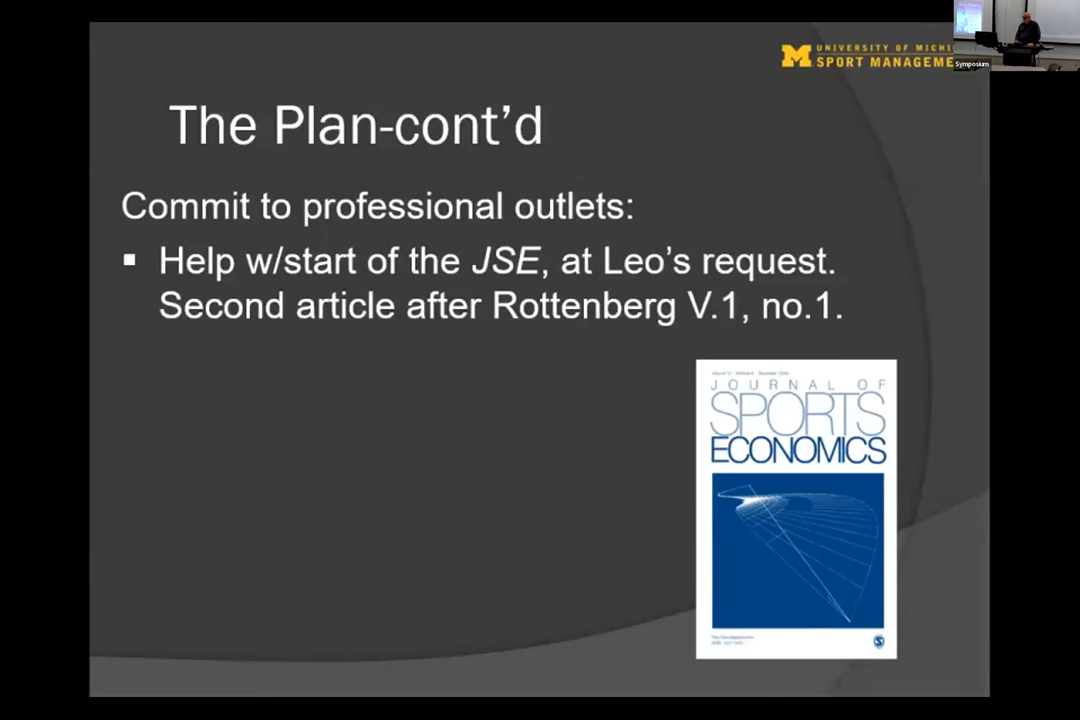 UNIVERSITY OF MICHI
SPORT MANAGEME
Symposium
The Plan-cont’d
Commit to professional outlets:
▪ Help w/start of the JSE, at Leo’s request.
Second article after Rottenberg V.1, no.1.
JOURNAL OF
SPORTS
ECONOMICS